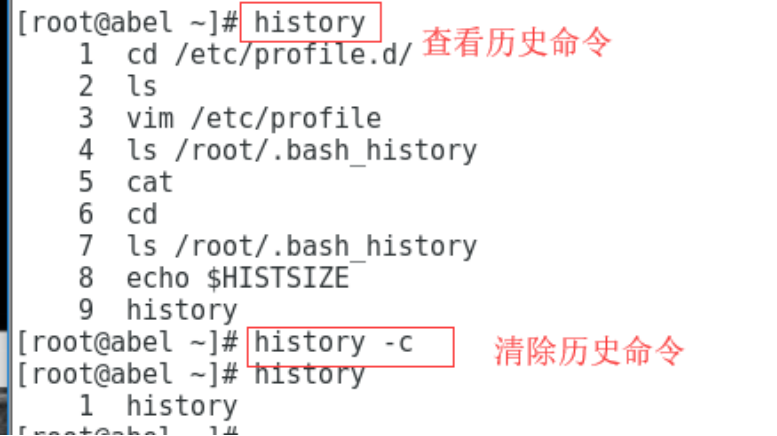 [root@abel ~]# history
查看历史命令
1 cd /etc/profile.d/
2 ls
3 vim /etc/profile
4 ls /root/.bash_history
5 cat
6 cd
7 ls /root/.bash_history
8 echo $HISTSIZE
9 history
[root@abel ~]# history -c
清除历史命令
[root@abel ~]# history
1 history
[root@abel ~]#